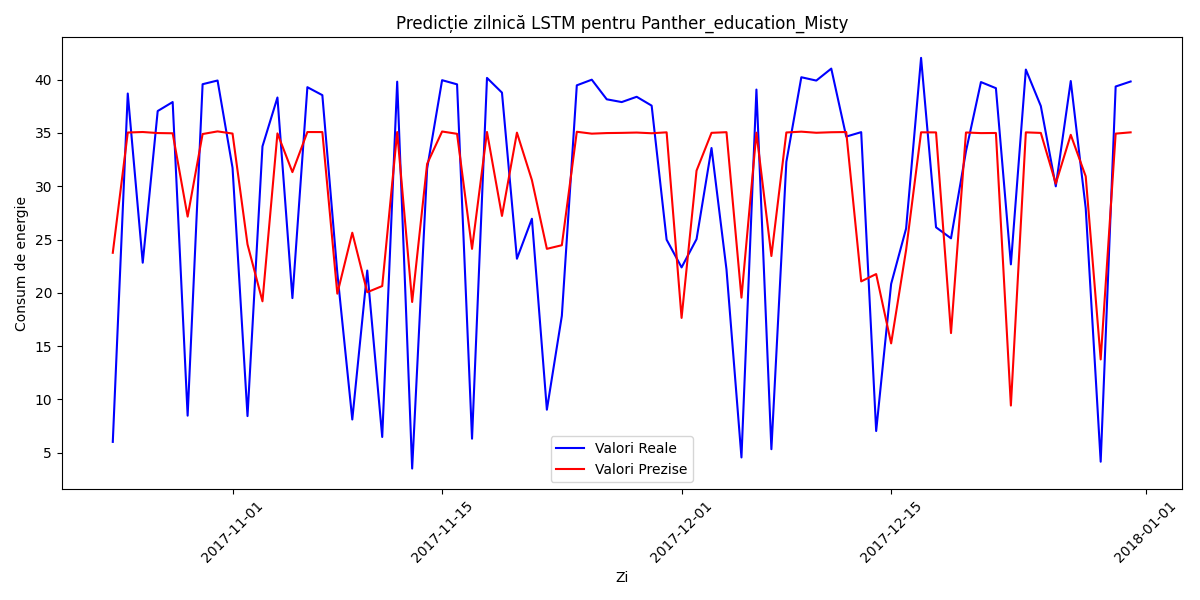 Predicție zilnică LSTM pentru Panther_education_Misty
Consum de energie
40
35
30
25
20
15
10
5
Valori Reale
Valori Prezise
2017-11-01
2017-11-15
2017-12-01
2017-12-15
2018-01-01
Zi